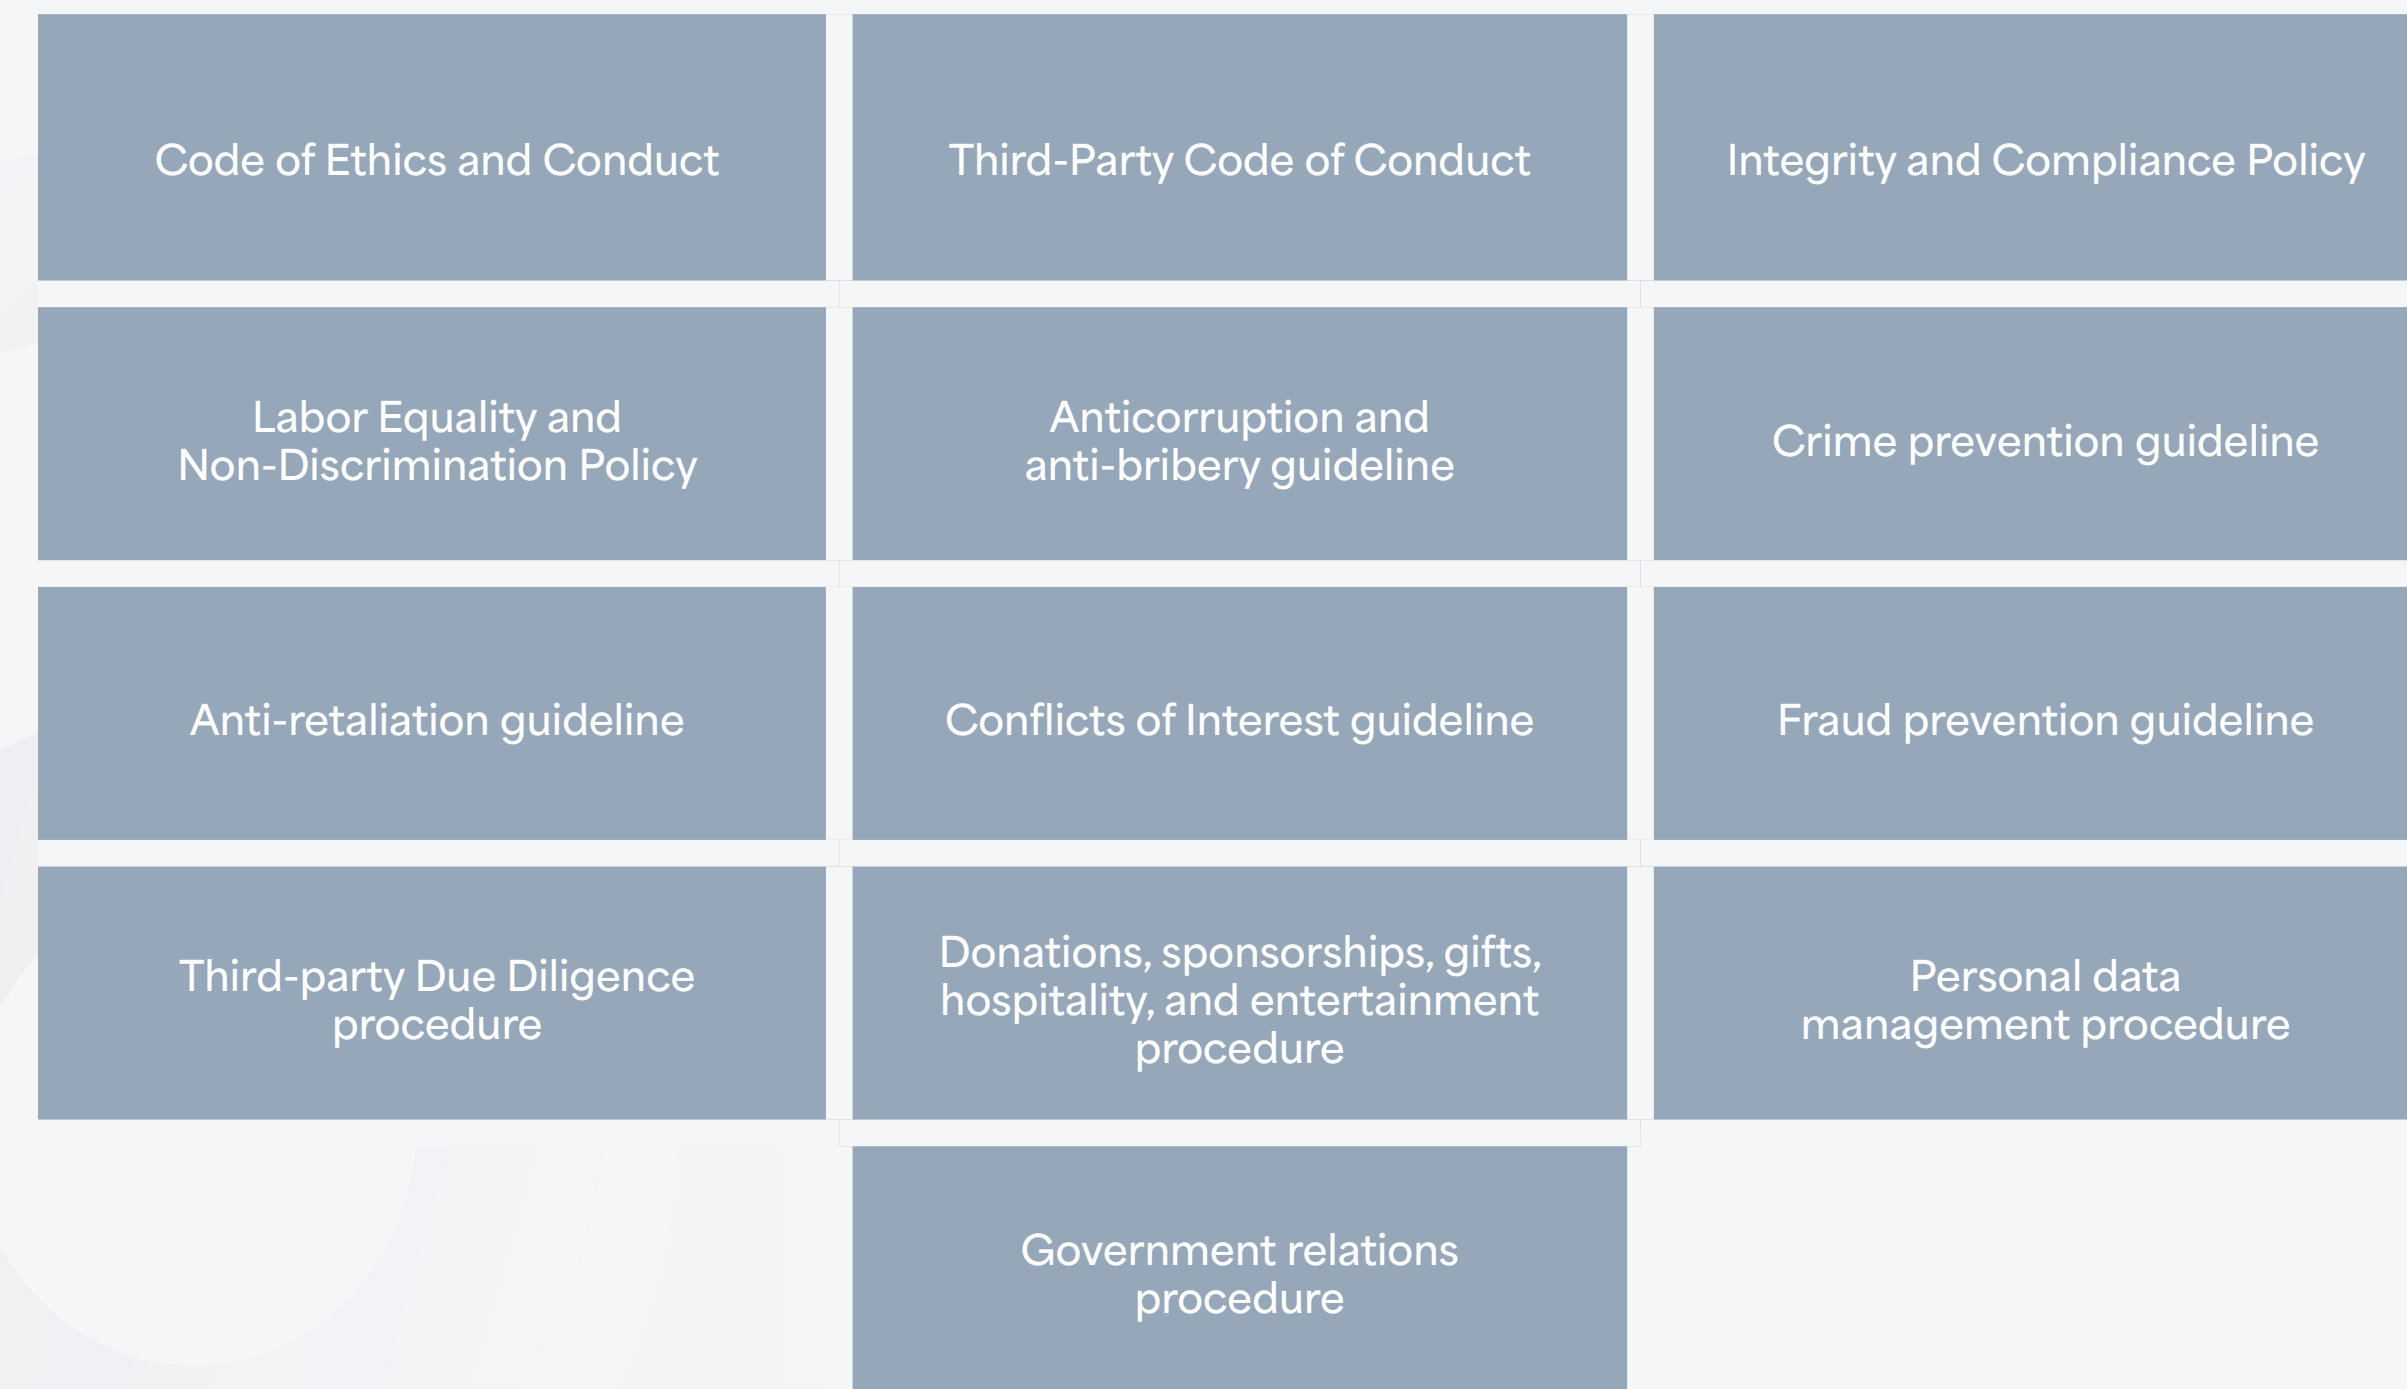 Code of Ethics and Conduct
Third-Party Code of Conduct
Integrity and Compliance Policy
Labor Equality and
Non-Discrimination Policy
Anticorruption and
anti-bribery guideline
Crime prevention guideline
Anti-retaliation guideline
Conflicts of Interest guideline
Fraud prevention guideline
Third-party Due Diligence
procedure
Donations, sponsorships, gifts,
hospitality, and entertainment
procedure
Personal data
management procedure
Government relations
procedure